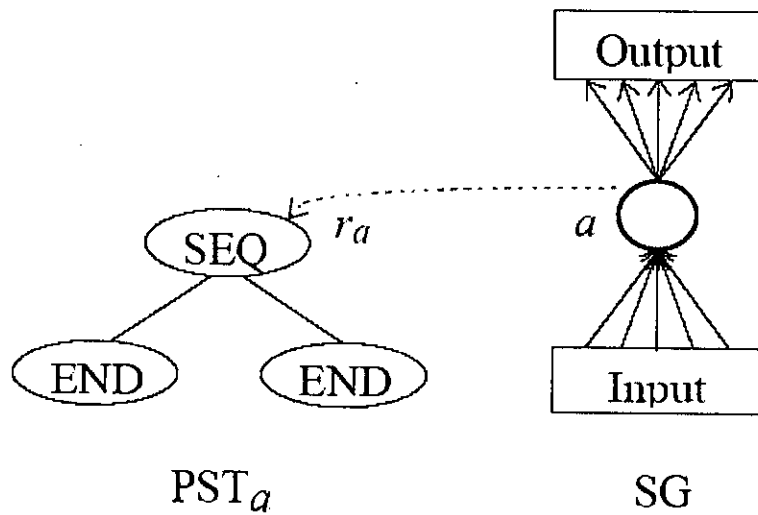 Output
a
r_a
SEQ
END
END
Input
PST_a
SG